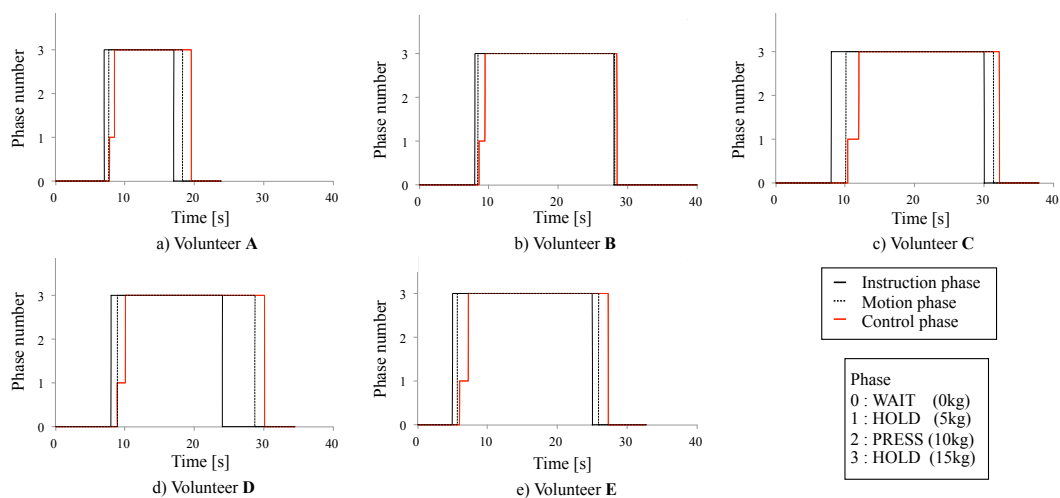 Phase number
3
2
1
0
0
10
20
30
40
Time [s]
a) Volunteer A
Phase number
3
2
1
0
0
10
20
30
40
Time [s]
b) Volunteer B
Phase number
3
2
1
0
0
10
20
30
40
Time [s]
c) Volunteer C
Phase number
3
2
1
0
0
10
20
30
40
Time [s]
d) Volunteer D
Phase number
3
2
1
0
0
10
20
30
40
Time [s]
e) Volunteer E
Instruction phase
Motion phase
Control phase
Phase
0 : WAIT (0kg)
1 : HOLD (5kg)
2 : PRESS (10kg)
3 : HOLD (15kg)